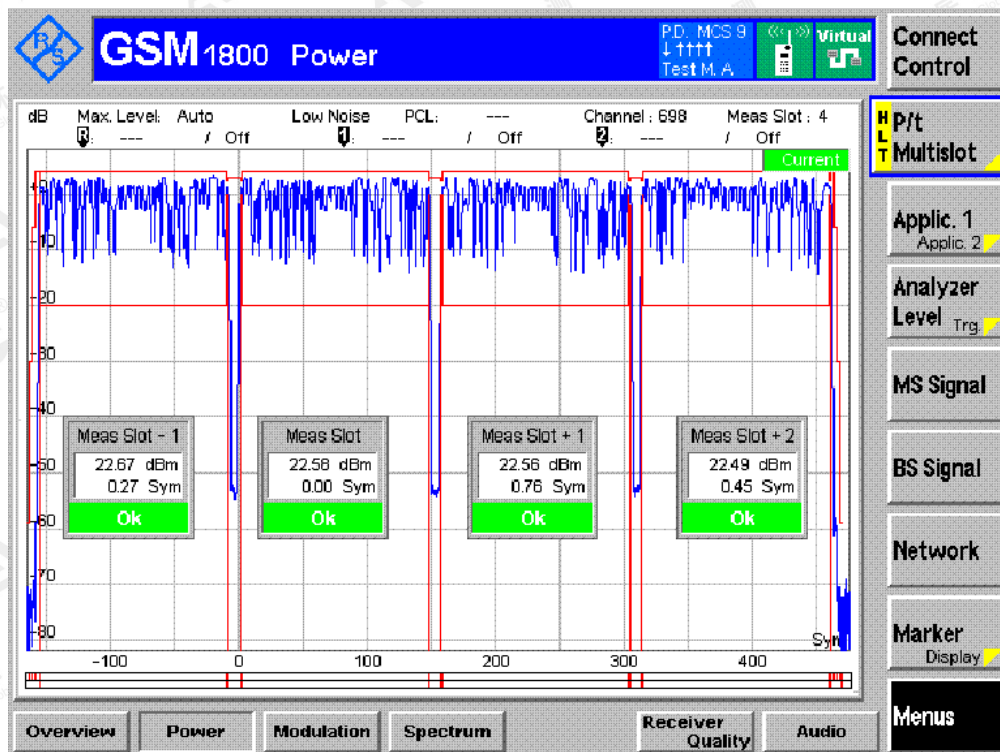 R&S
GSM 1800 Power
P.D. MCS 9
↓ ↑↑↑↑
Test M. A
Virtual
Connect
Control
dB Max. Level: Auto Low Noise PCL: --- Channel : 698 Meas Slot : 4
R: --- / Off 1: --- / Off 2: --- / Off
Current
HLT
P/t
Multislot
Applic. 1
Applic. 2
Analyzer
Level Trg.
MS Signal
BS Signal
Network
Marker
Display
Menus
-10
-20
-30
-40
-50
-60
-70
-80
Meas Slot - 1
22.67 dBm
0.27 Sym
Ok
Meas Slot
22.58 dBm
0.00 Sym
Ok
Meas Slot + 1
22.56 dBm
0.76 Sym
Ok
Meas Slot + 2
22.49 dBm
0.45 Sym
Ok
Sym
-100 0 100 200 300 400
Overview Power Modulation Spectrum Receiver Quality Audio